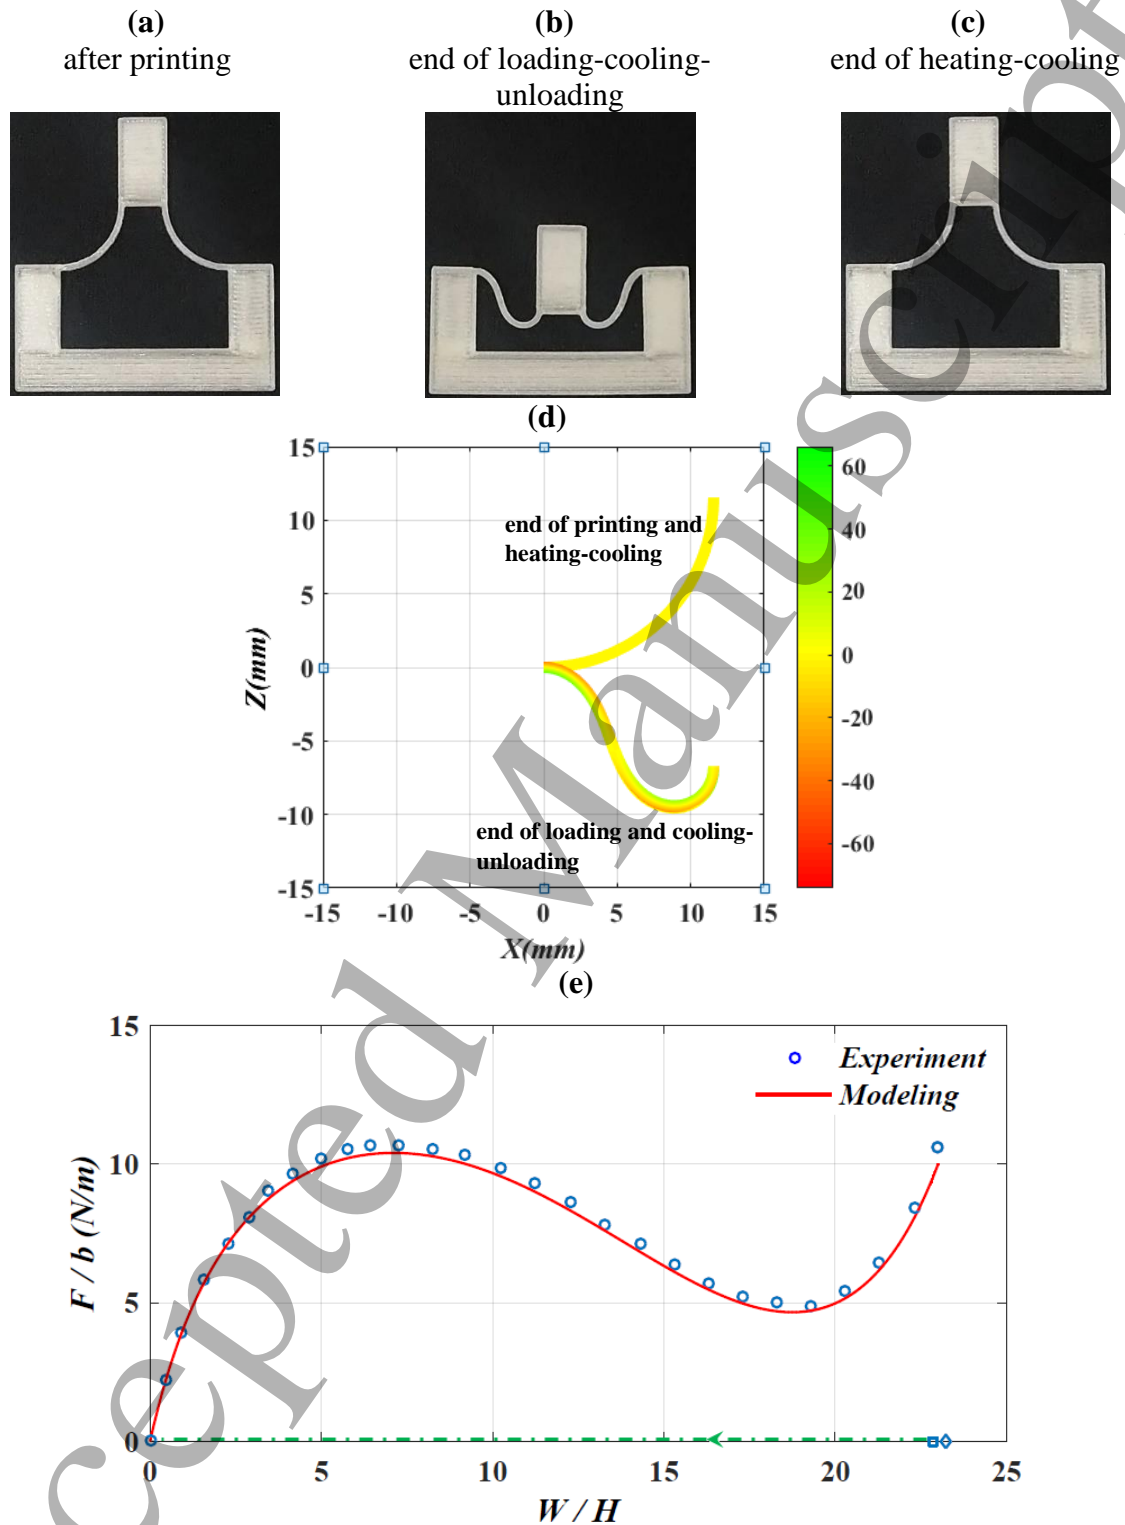 (a)
after printing
(b)
end of loading-cooling-
unloading
(c)
end of heating-cooling
(d)
15
10
5
0
-5
-10
-15
Z(mm)
end of printing and
heating-cooling
end of loading and cooling-
unloading
-15
-10
-5
0
5
10
15
X(mm)
60
40
20
0
-20
-40
-60
(e)
15
10
5
0
F / b (N/m)
Experiment
Modeling
0
5
10
15
20
25
W / H
cepted Manuscript